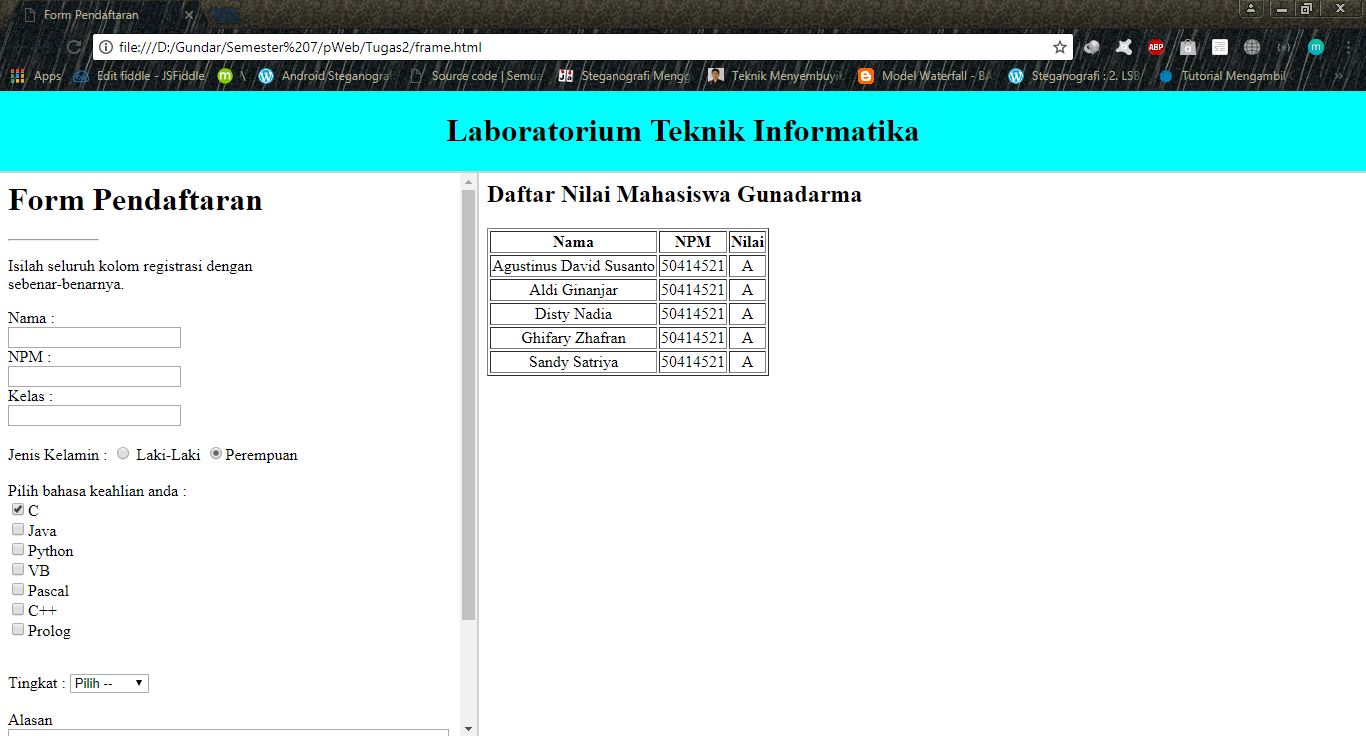 Form Pendaftaran
file:///D:/Gundar/Semester%207/pWeb/Tugas2/frame.html
ABP
Apps Edit fiddle - JSFiddle \ Android Steganogra Source code | Semua Steganografi Mengg Teknik Menyembuyi Model Waterfall - BA Steganografi : 2. LSB Tutorial Mengambil »
Laboratorium Teknik Informatika
Form Pendaftaran
Isilah seluruh kolom registrasi dengan
sebenar-benarnya.
Nama :
NPM :
Kelas :
Jenis Kelamin : Laki-Laki Perempuan
Pilih bahasa keahlian anda :
C
Java
Python
VB
Pascal
C++
Prolog
Tingkat : Pilih --
Alasan
Daftar Nilai Mahasiswa Gunadarma
Nama NPM Nilai
Agustinus David Susanto 50414521 A
Aldi Ginanjar 50414521 A
Disty Nadia 50414521 A
Ghifary Zhafran 50414521 A
Sandy Satriya 50414521 A